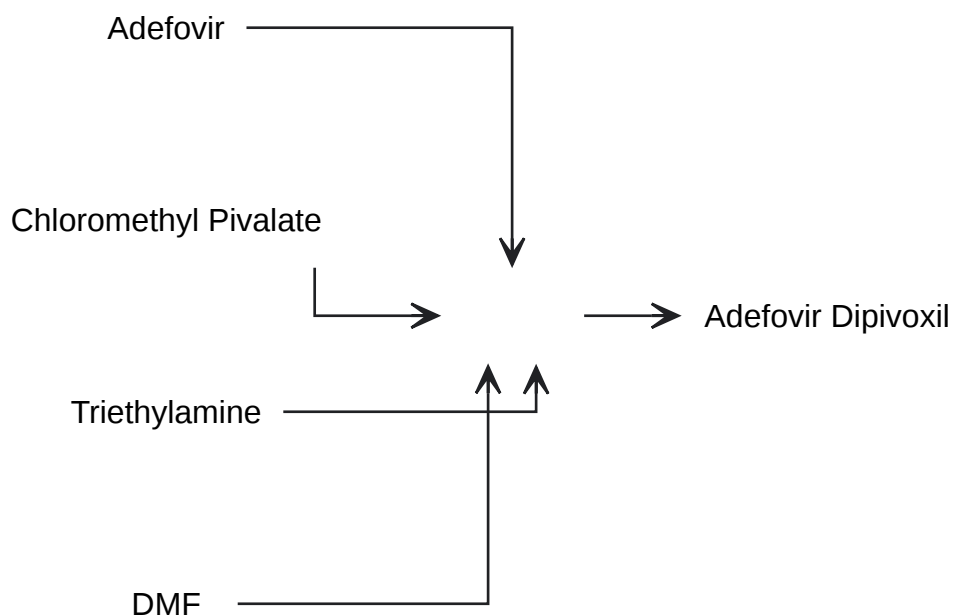 Adefovir
Chloromethyl Pivalate
Adefovir Dipivoxil
Triethylamine
DMF